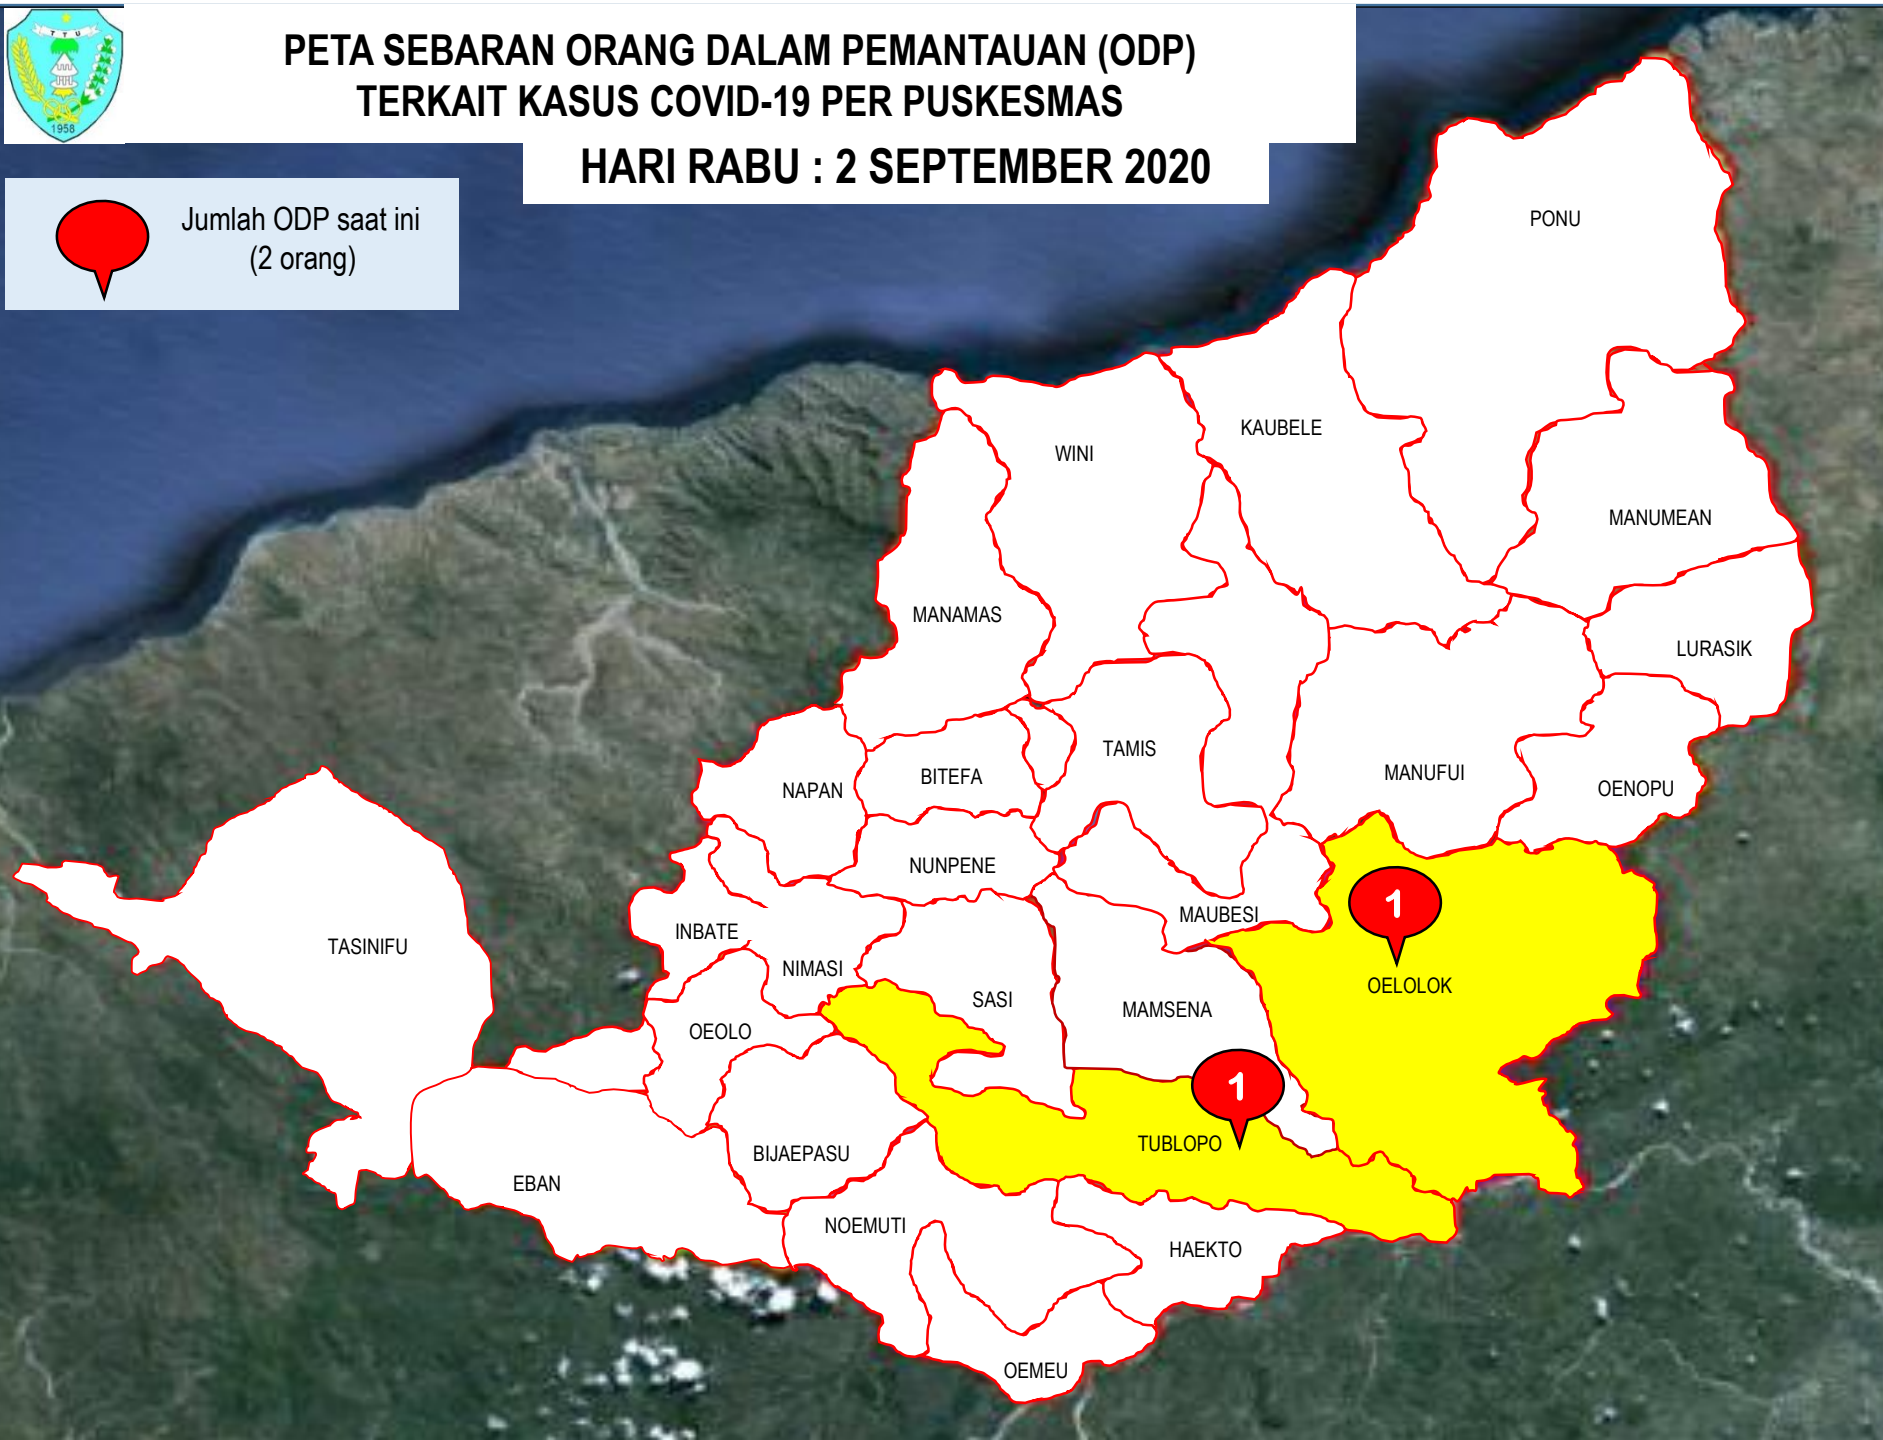 T T U
1958
PETA SEBARAN ORANG DALAM PEMANTAUAN (ODP)
TERKAIT KASUS COVID-19 PER PUSKESMAS
HARI RABU : 2 SEPTEMBER 2020
Jumlah ODP saat ini
(2 orang)
PONU
KAUBELE
WINI
MANUMEAN
MANAMAS
LURASIK
TAMIS
MANUFUI
BITEFA
NAPAN
OENOPU
NUNPENE
1
MAUBESI
INBATE
TASINIFU
NIMASI
OELOLOK
SASI
MAMSENA
OEOLO
1
TUBLOPO
BIJAEPASU
EBAN
NOEMUTI
HAEKTO
OEMEU